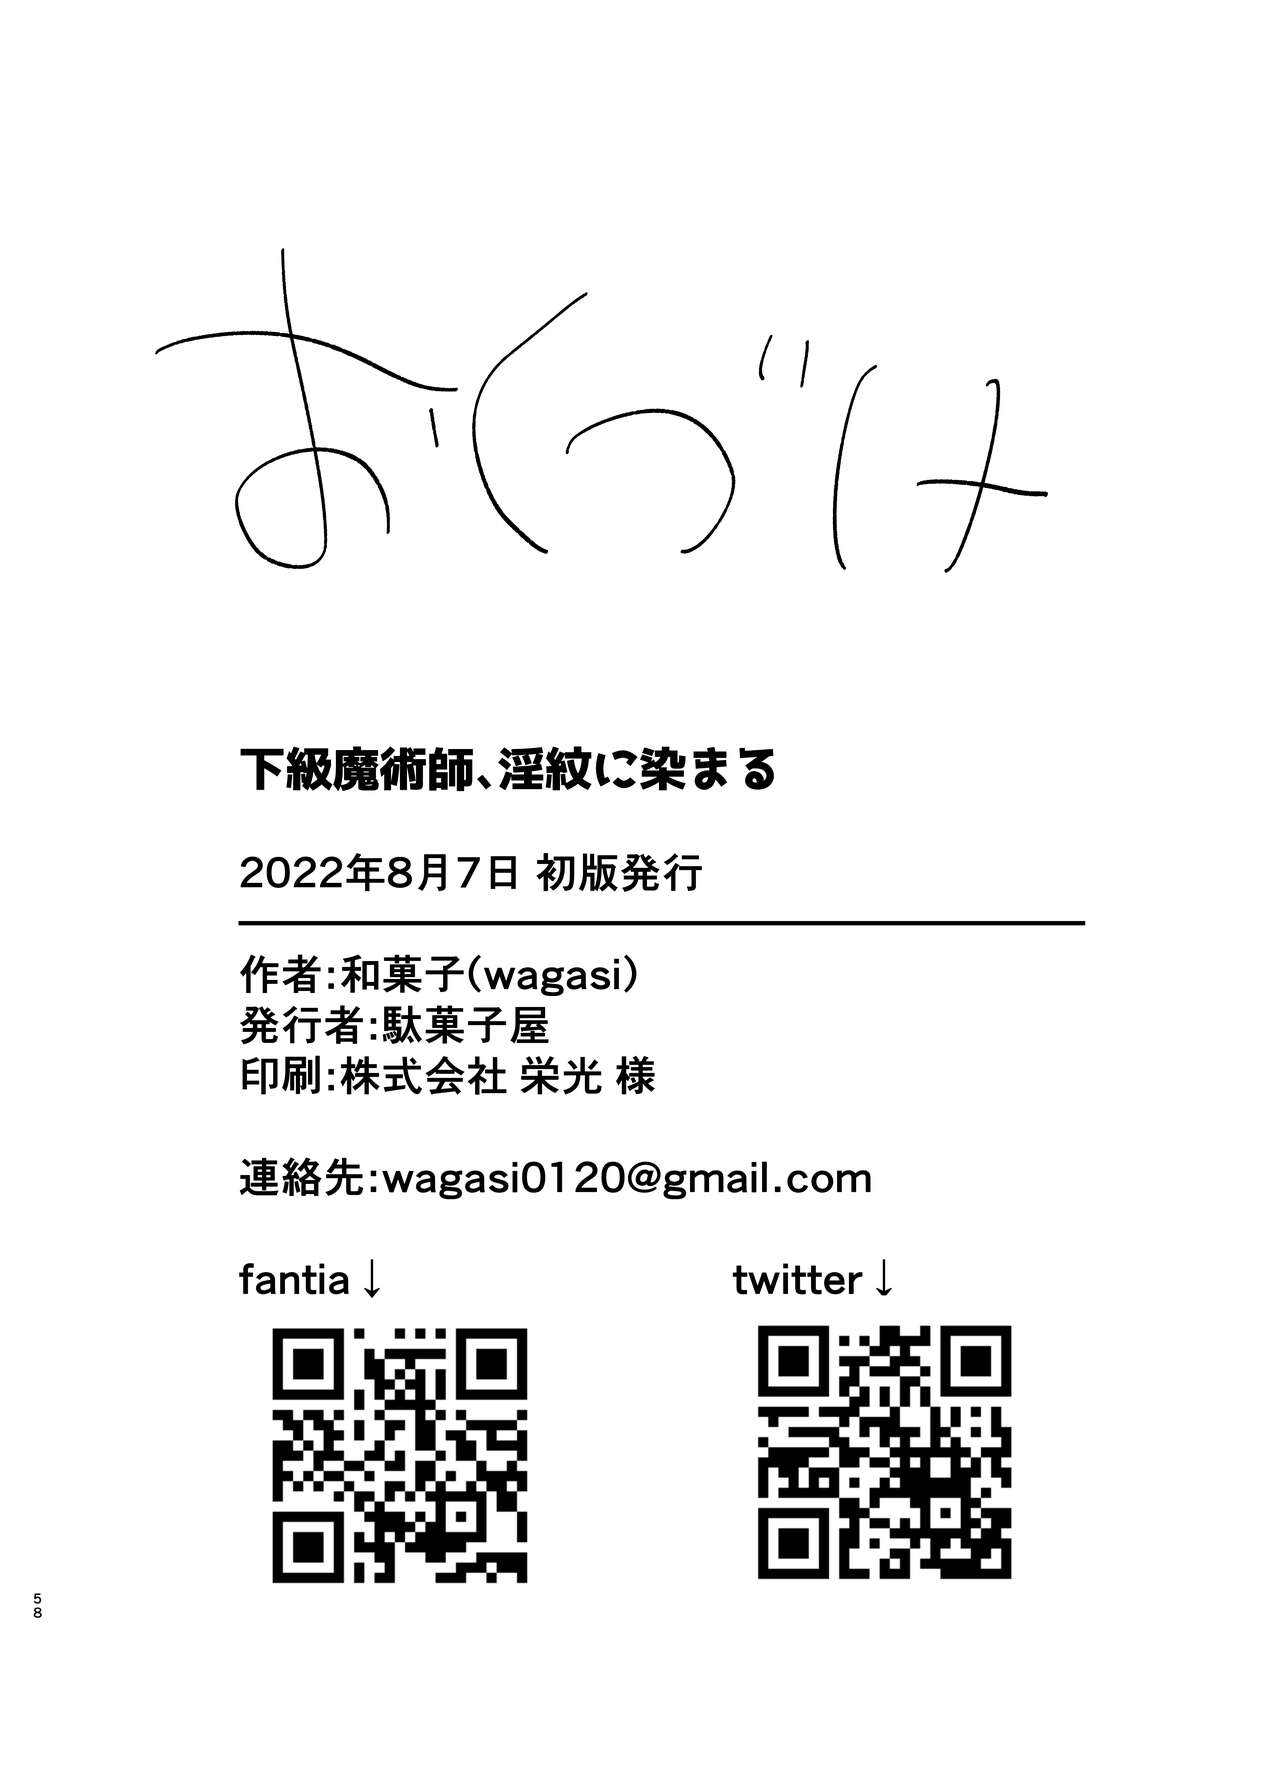 おくづけ
下級魔術師、淫紋に染まる
2022年8月7日 初版発行
作者:和菓子(wagasi)
発行者:駄菓子屋
印刷:株式会社 栄光 様
連絡先:wagasi0120@gmail.com
fantia↓ twitter↓
58